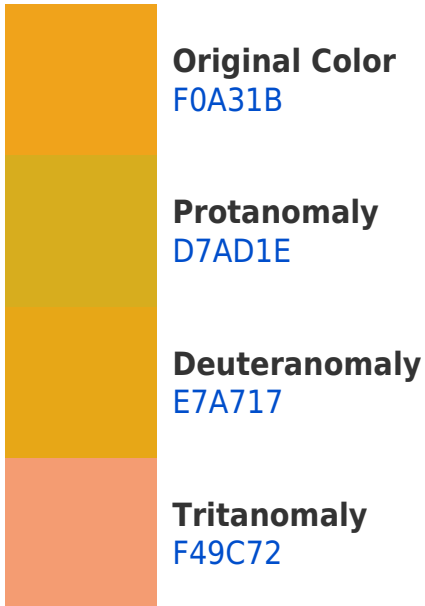 Original Color
F0A31B
Protanomaly
D7AD1E
Deuteranomaly
E7A717
Tritanomaly
F49C72